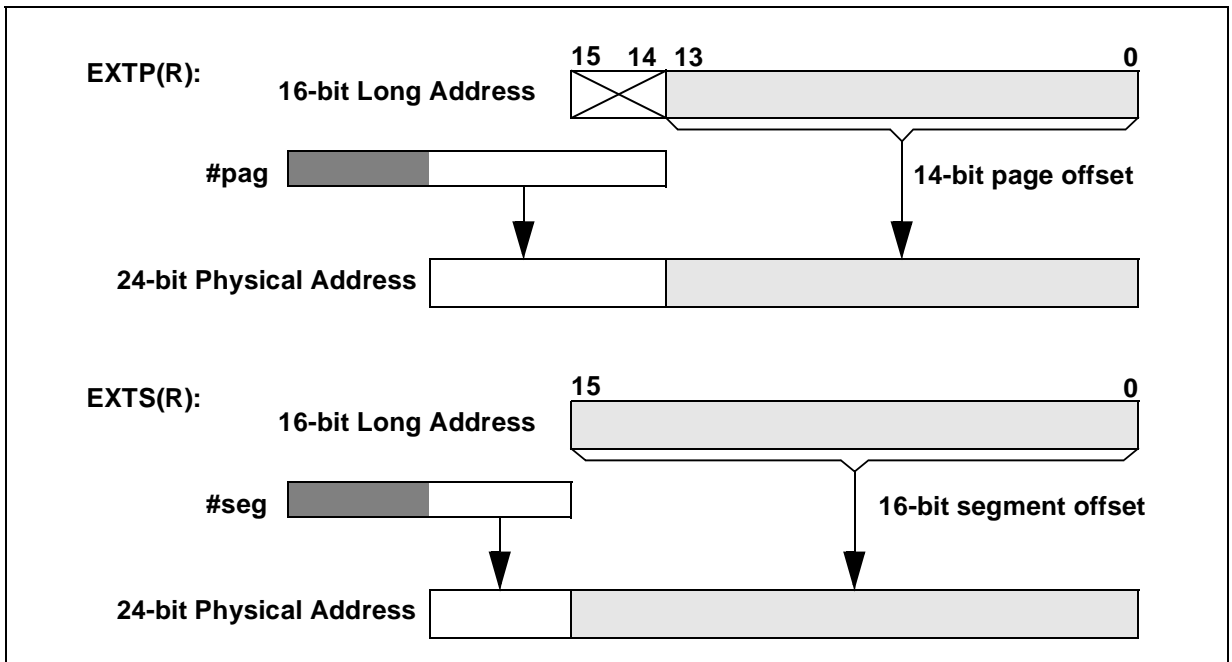 EXTP(R):
15 14 13 0
16-bit Long Address
#pag
14-bit page offset
24-bit Physical Address
EXTS(R):
15 0
16-bit Long Address
#seg
16-bit segment offset
24-bit Physical Address